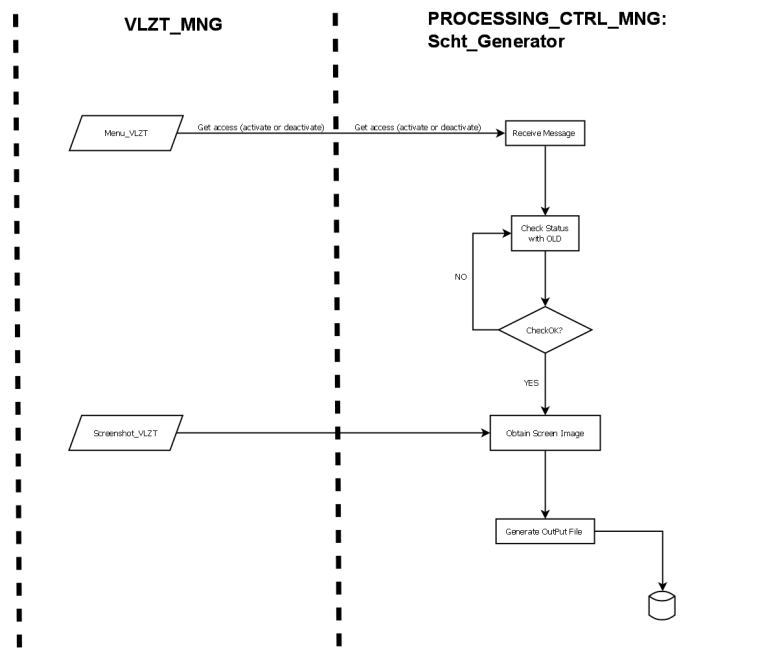 VLZT_MNG
PROCESSING_CTRL_MNG:
Scht_Generator
Menu_VLZT
Get access (activate or deactivate)
Get access (activate or deactivate)
Receive Message
Check Status
with OLD
NO
CheckOK?
YES
Screenshot_VLZT
Obtain Screen Image
Generate OutPut File